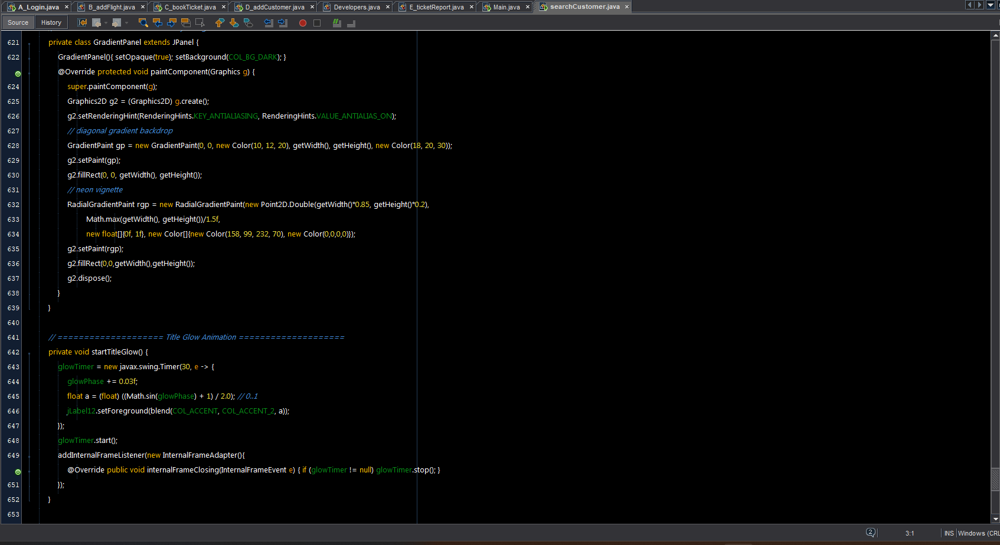 A_Login.java × B_addFlight.java × C_bookTicket.java × D_addCustomer.java × Developers.java × E_ticketReport.java × Main.java × searchCustomer.java ×
Source History
621 private class GradientPanel extends JPanel {
622 GradientPanel(){ setOpaque(true); setBackground(COL_BG_DARK); }
@Override protected void paintComponent(Graphics g) {
624 super.paintComponent(g);
625 Graphics2D g2 = (Graphics2D) g.create();
626 g2.setRenderingHint(RenderingHints.KEY_ANTIALIASING, RenderingHints.VALUE_ANTIALIAS_ON);
627 // diagonal gradient backdrop
628 GradientPaint gp = new GradientPaint(0, 0, new Color(10, 12, 20), getWidth(), getHeight(), new Color(18, 20, 30));
629 g2.setPaint(gp);
630 g2.fillRect(0, 0, getWidth(), getHeight());
631 // neon vignette
632 RadialGradientPaint rgp = new RadialGradientPaint(new Point2D.Double(getWidth()*0.85, getHeight()*0.2),
633 Math.max(getWidth(), getHeight())/1.5f,
634 new float[]{0f, 1f}, new Color[]{new Color(158, 99, 232, 70), new Color(0,0,0,0)});
635 g2.setPaint(rgp);
636 g2.fillRect(0,0,getWidth(),getHeight());
637 g2.dispose();
638 }
639 }
640
641 // ==================== Title Glow Animation ====================
642 private void startTitleGlow() {
643 glowTimer = new javax.swing.Timer(30, e -> {
644 glowPhase += 0.03f;
645 float a = (float) ((Math.sin(glowPhase) + 1) / 2.0); // 0..1
646 jLabel12.setForeground(blend(COL_ACCENT, COL_ACCENT_2, a));
647 });
648 glowTimer.start();
649 addInternalFrameListener(new InternalFrameAdapter(){
@Override public void internalFrameClosing(InternalFrameEvent e) { if (glowTimer != null) glowTimer.stop(); }
651 });
652 }
653
2 3:1 INS Windows (CRL